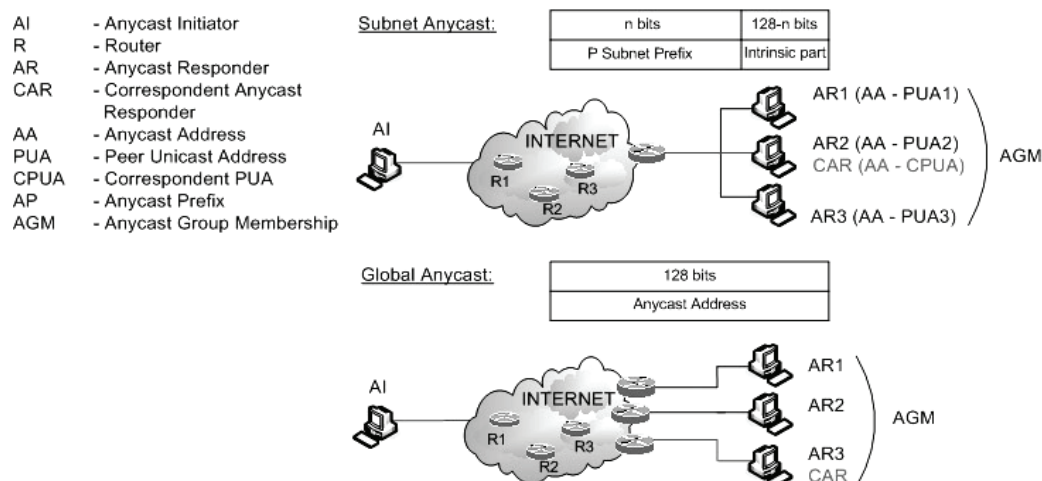 AI - Anycast Initiator
R - Router
AR - Anycast Responder
CAR - Correspondent Anycast
Responder
AA - Anycast Address
PUA - Peer Unicast Address
CPUA - Correspondent PUA
AP - Anycast Prefix
AGM - Anycast Group Membership
Subnet Anycast:
n bits 128-n bits
P Subnet Prefix Intrinsic part
AI
INTERNET
R1
R2
R3
AR1 (AA - PUA1)
AR2 (AA - PUA2)
CAR (AA - CPUA)
AR3 (AA - PUA3)
AGM
Global Anycast:
128 bits
Anycast Address
AI
INTERNET
R1
R2
R3
AR1
AR2
AR3
CAR
AGM